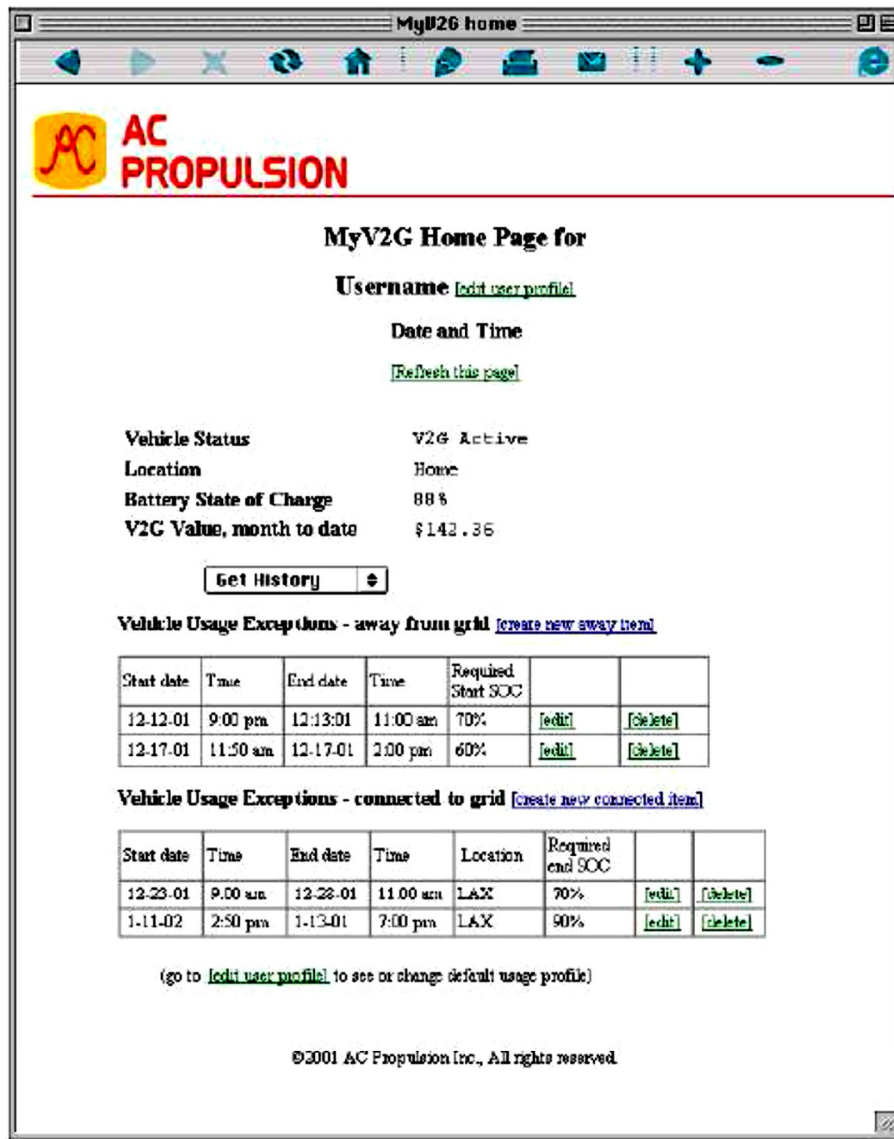 MyV2G home
AC
AC
PROPULSION
MyV2G Home Page for
Username [edit user profile]
Date and Time
[Refresh this page]
Vehicle Status V2G Active
Location Home
Battery State of Charge 88%
V2G Value, month to date $142.36
Get History
Vehicle Usage Exceptions - away from grid [create new away item]
Start date Time End date Time Required
Start SOC
12-12-01 9:00 pm 12:13:01 11:00 am 70% [edit] [delete]
12-17-01 11:50 am 12-17-01 2:00 pm 60% [edit] [delete]
Vehicle Usage Exceptions - connected to grid [create new connected item]
Start date Time End date Time Location Required
end SOC
12-23-01 9:00 am 12-28-01 11:00 am LAX 70% [edit] [delete]
1-11-02 2:50 pm 1-13-01 7:00 pm LAX 90% [edit] [delete]
(go to [edit user profile] to see or change default usage profile)
©2001 AC Propulsion Inc., All rights reserved.